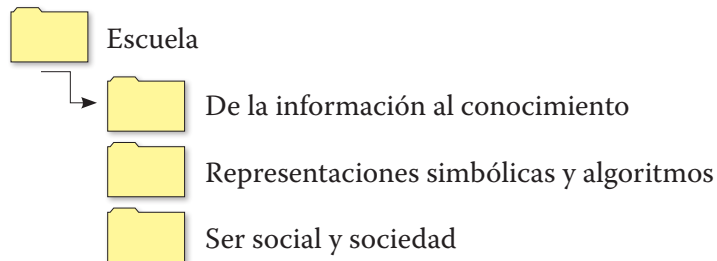 Escuela
De la información al conocimiento
Representaciones simbólicas y algoritmos
Ser social y sociedad